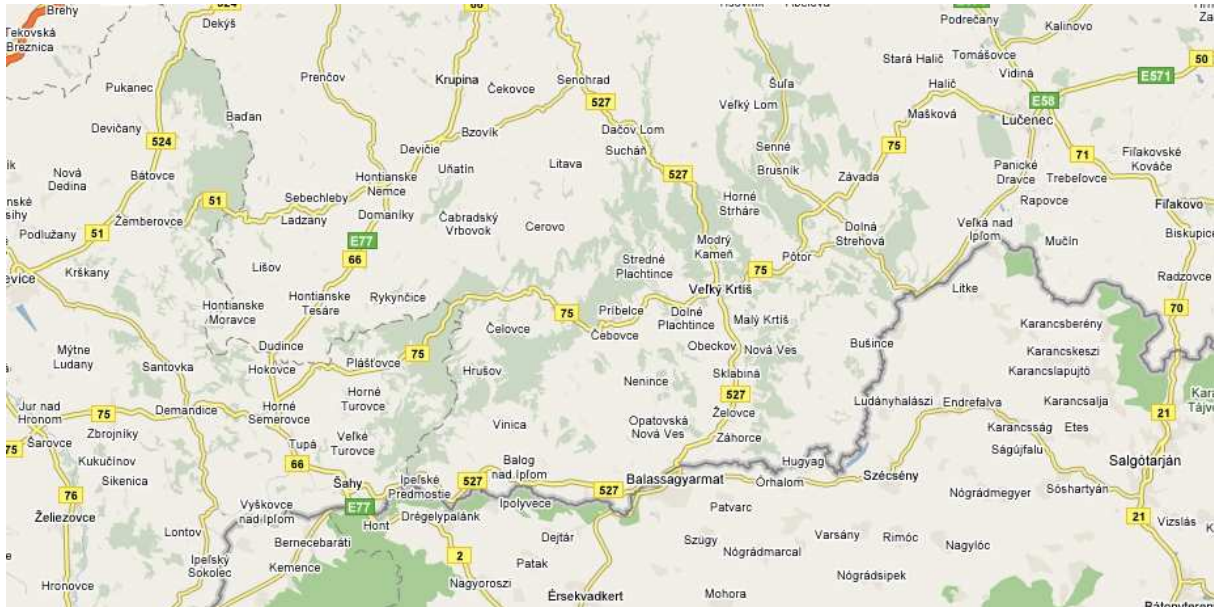 Brehy
Tekovská
Breznica
Dekýš
524
66
Podrečany
Kalinovo
Prenčov
Krupina
Čekovce
Senohrad
527
Šuľa
Stará Halič
Tomášovce
Vidiná
50
E571
Pukanec
Baďan
Veľký Lom
Halič
E58
Mašková
Lučenec
Devičany
524
Devičie
Bzovík
Dačov Lom
Sucháň
Senné
75
71
Nová
Dedina
Bátovce
Uňatín
Litava
527
Brusník
Závada
Panické
Dravce
Trebeľovce
Fiľakovské
Kováče
Hontianske
Nemce
Sebechleby
51
Ladzany
Domaníky
Horné
Strháre
Rapovce
Fiľakovo
Žemberovce
51
Podlužany
Čabradský
Vrbovok
Cerovo
Dolná
Strehová
Veľká nad
Ipľom
Mučín
Biskupice
E77
66
Modrý
Kameň
Pôtor
Krškany
Lišov
Stredné
Plachtince
75
Radzovce
Hontianske
Moravce
Hontianske
Tesáre
Rykynčice
Veľký Krtíš
Litke
70
75
Príbelce
Dolné
Plachtince
Malý Krtíš
Karancsberény
Čelovce
Čebovce
Dudince
Obeckov
Nová Ves
Bušince
Karancskeszi
Mýtne
Ludany
Santovka
Hokovce
Plášťovce
75
Hrušov
Sklabiná
Karancslapujtő
Nenince
527
Horné
Turovce
Ludányhalászi
Endrefalva
Karancsalja
Jur nad
Hronom
75
Demandice
Horné
Semerovce
Želovce
21
75
Šarovce
Zbrojníky
Vinica
Opatovská
Nová Ves
Karancsság
Etes
Tupá
Veľké
Turovce
Záhorce
Ságújfalu
Kukučínov
66
Balog
nad Ipľom
Hugyag
Salgótarján
Sikenica
Šahy
Ipeľské
Predmostie
527
527
Balassagyarmat
Őrhalom
Szécsény
76
Vyškovce
nad Ipľom
E77
Ipolyvece
Nógrádmegyer
Sóshartyán
Želiezovce
Hont
Drégelypalánk
Patvarc
21
Vizslás
Lontov
Bernecebaráti
Dejtár
Szügy
Varsány
Rimóc
Nagylóc
2
Nógrádmarcal
Ipeľský
Sokolec
Kemence
Patak
Nógrádsipek
Hronovce
Nagyoroszi
Érsekvadkert
Mohora